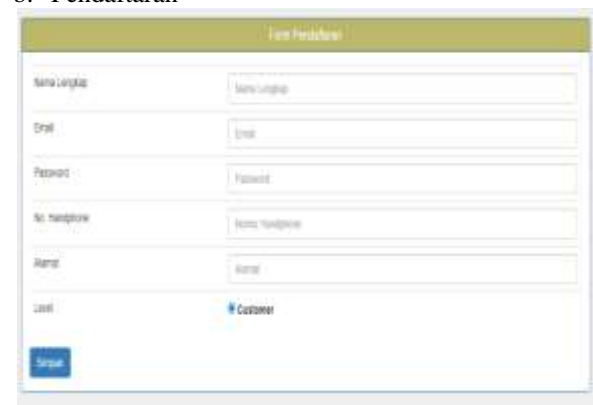 Pendaftaran
Form Pendaftaran
Nama Lengkap
Nama Lengkap
Email
Email
Password
Password
No. Handphone
Nomor Handphone
Alamat
Alamat
Level
Customer
Simpan